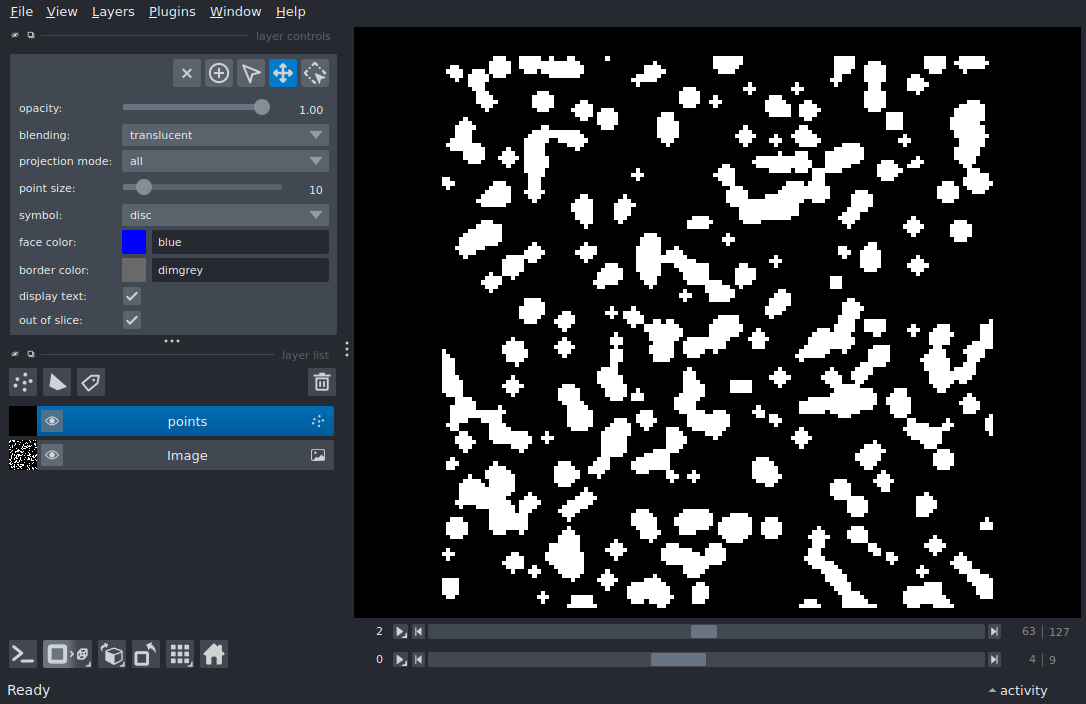 File View Layers Plugins Window Help
layer controls
opacity: 1.00
blending: translucent
projection mode: all
point size: 10
symbol: disc
face color: blue
border color: dimgrey
display text:
out of slice:
layer list
points
Image
2 63 | 127
0 4 | 9
Ready activity